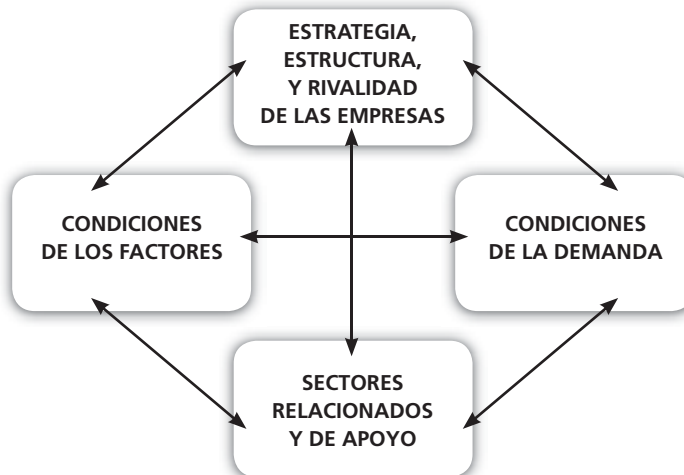 ESTRATEGIA,
ESTRUCTURA,
Y RIVALIDAD
DE LAS EMPRESAS
CONDICIONES
DE LOS FACTORES
CONDICIONES
DE LA DEMANDA
SECTORES
RELACIONADOS
Y DE APOYO